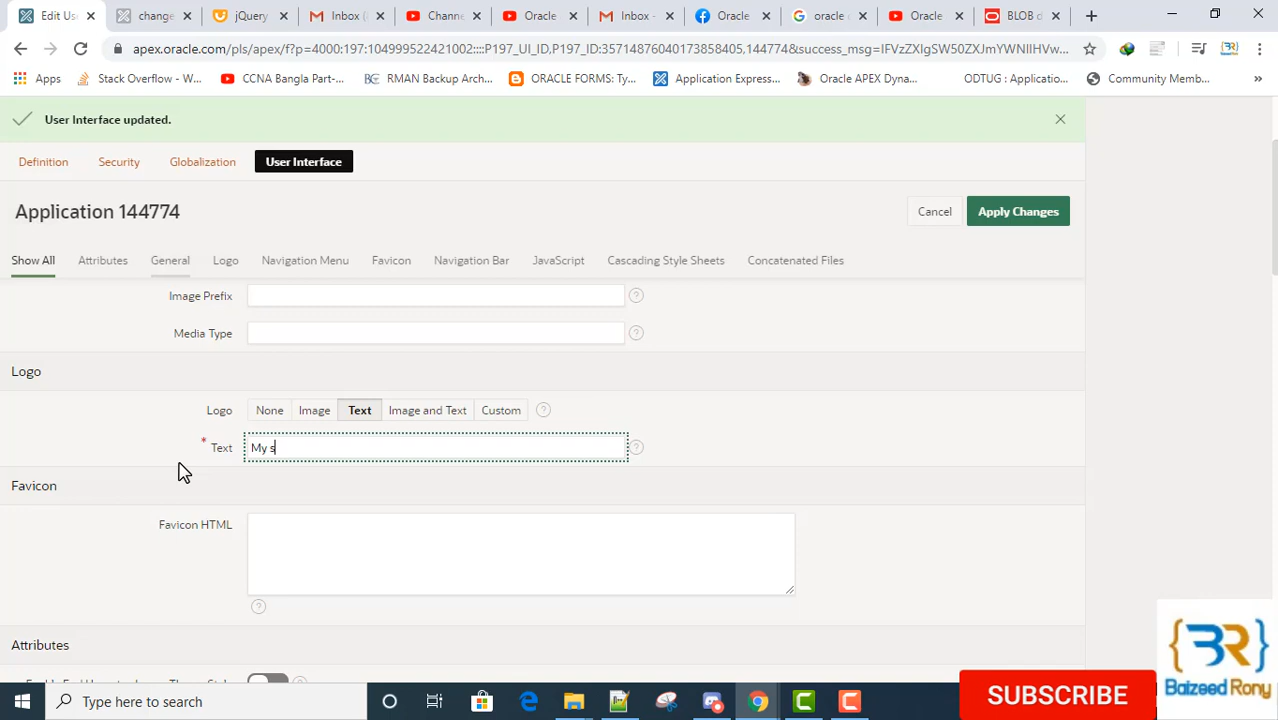 Edit Us
change
jQuery
Inbox (
Chann
Oracle
Inbox -
Oracle
oracle
Oracle
BLOB d
apex.oracle.com/pls/apex/f?p=4000:197:104999522421002::::P197_UI_ID,P197_ID:35714876040173858405,144774&success_msg=
Apps
Stack Overflow - W...
CCNA Bangla Part-...
RMAN Backup Arch...
ORACLE FORMS: Ty...
Application Express...
Oracle APEX Dyna...
ODTUG : Applicatio...
Community Memb...
»
User Interface updated.
Definition
Security
Globalization
User Interface
Application 144774
Cancel
Apply Changes
Show All
Attributes
General
Logo
Navigation Menu
Favicon
Navigation Bar
JavaScript
Cascading Style Sheets
Concatenated Files
Image Prefix
Media Type
Logo
Logo
None
Image
Text
Image and Text
Custom
* Text
My s
Favicon
Favicon HTML
Attributes
Type here to search
SUBSCRIBE
{BR}
Baizeed Rony